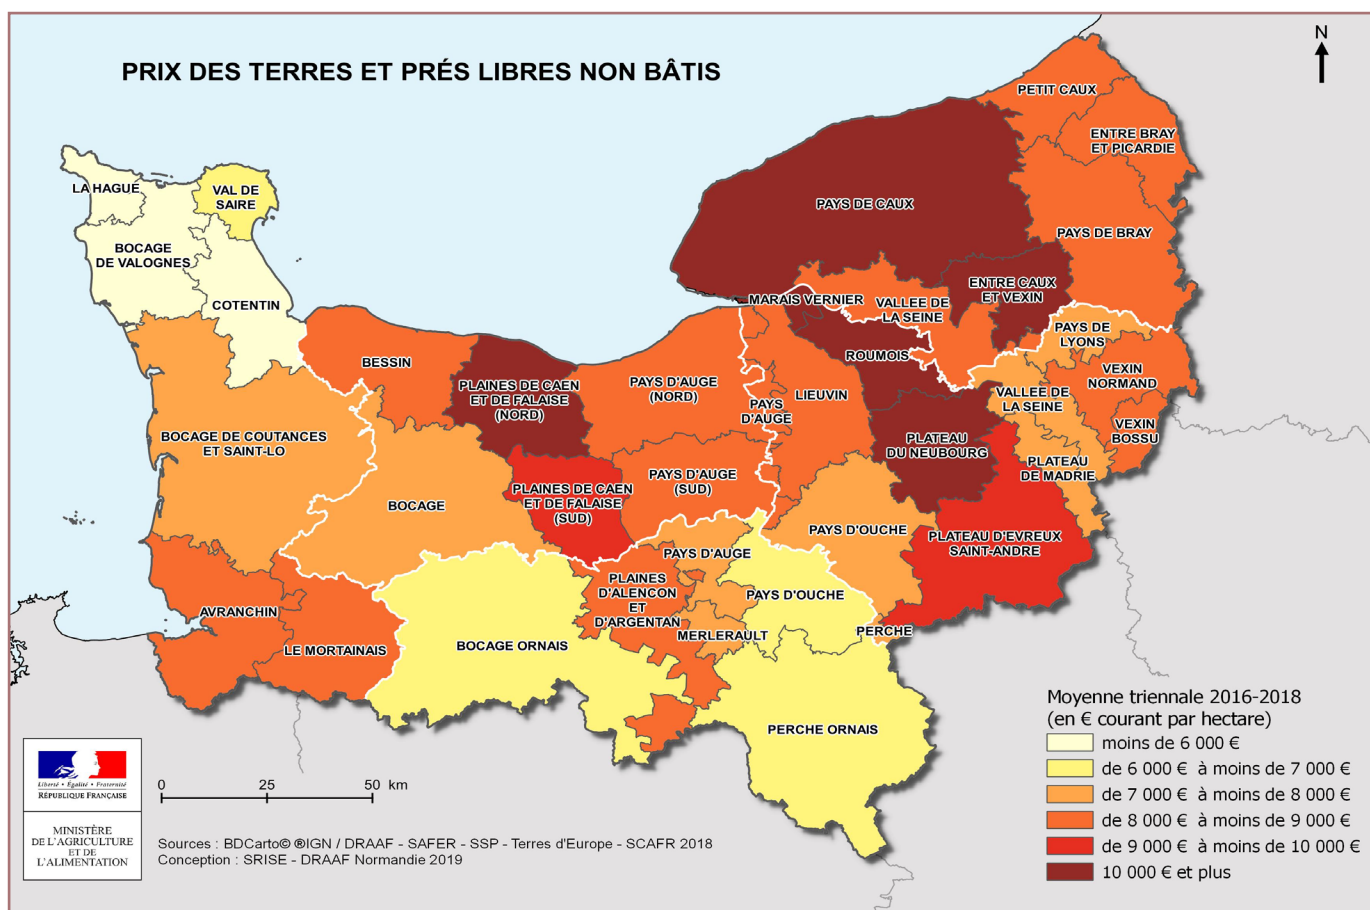 PRIX DES TERRES ET PRÉS LIBRES NON BÂTIS
N
PETIT CAUX
ENTRE BRAY
ET PICARDIE
LA HAGUE
VAL DE
SAIRE
PAYS DE CAUX
PAYS DE BRAY
BOCAGE
DE VALOGNES
COTENTIN
ENTRE CAUX
ET VEXIN
MARAIS VERNIER
VALLEE DE
LA SEINE
PAYS DE
LYONS
ROUMOIS
BESSIN
PLAINES DE CAEN
ET DE FALAISE
(NORD)
PAYS D'AUGE
(NORD)
PAYS
D'AUGE
LIEUVIN
VEXIN
NORMAND
VALLEE DE
LA SEINE
VEXIN
BOSSU
BOCAGE DE COUTANCES
ET SAINT-LO
PLATEAU
DU NEUBOURG
PLATEAU
DE MADRIE
PAYS D'AUGE
(SUD)
PLAINES DE CAEN
ET DE FALAISE
(SUD)
BOCAGE
PAYS D'OUCHE
PLATEAU D'EVREUX
SAINT-ANDRE
PAYS D'AUGE
PLAINES
D'ALENCON
ET
D'ARGENTAN
PAYS D'OUCHE
AVRANCHIN
LE MORTAINAIS
BOCAGE ORNAIS
MERLERAULT
PERCHE
PERCHE ORNAIS
Moyenne triennale 2016-2018
(en € courant par hectare)
moins de 6 000 €
de 6 000 € à moins de 7 000 €
de 7 000 € à moins de 8 000 €
de 8 000 € à moins de 9 000 €
de 9 000 € à moins de 10 000 €
10 000 € et plus
Liberté • Égalité • Fraternité
RÉPUBLIQUE FRANÇAISE
MINISTÈRE
DE L'AGRICULTURE
ET DE
L'ALIMENTATION
0 25 50 km
Sources : BDCarto© ®IGN / DRAAF - SAFER - SSP - Terres d'Europe - SCAFR 2018
Conception : SRISE - DRAAF Normandie 2019